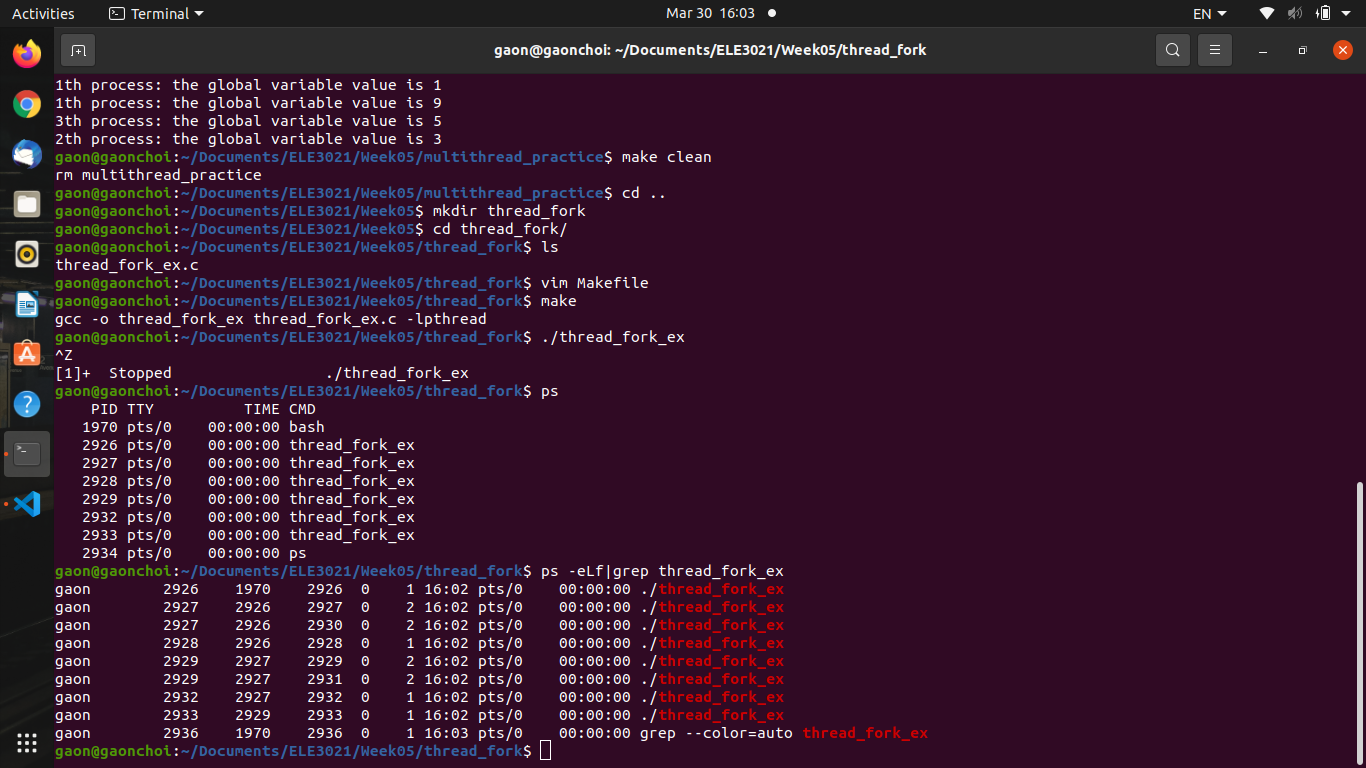 Activities Terminal Mar 30 16:03 EN
gaon@gaonchoi: ~/Documents/ELE3021/Week05/thread_fork
1th process: the global variable value is 1
1th process: the global variable value is 9
3th process: the global variable value is 5
2th process: the global variable value is 3
gaon@gaonchoi:~/Documents/ELE3021/Week05/multithread_practice$ make clean
rm multithread_practice
gaon@gaonchoi:~/Documents/ELE3021/Week05/multithread_practice$ cd ..
gaon@gaonchoi:~/Documents/ELE3021/Week05$ mkdir thread_fork
gaon@gaonchoi:~/Documents/ELE3021/Week05$ cd thread_fork/
gaon@gaonchoi:~/Documents/ELE3021/Week05/thread_fork$ ls
thread_fork_ex.c
gaon@gaonchoi:~/Documents/ELE3021/Week05/thread_fork$ vim Makefile
gaon@gaonchoi:~/Documents/ELE3021/Week05/thread_fork$ make
gcc -o thread_fork_ex thread_fork_ex.c -lpthread
gaon@gaonchoi:~/Documents/ELE3021/Week05/thread_fork$ ./thread_fork_ex
^Z
[1]+  Stopped                 ./thread_fork_ex
gaon@gaonchoi:~/Documents/ELE3021/Week05/thread_fork$ ps
    PID TTY          TIME CMD
   1970 pts/0    00:00:00 bash
   2926 pts/0    00:00:00 thread_fork_ex
   2927 pts/0    00:00:00 thread_fork_ex
   2928 pts/0    00:00:00 thread_fork_ex
   2929 pts/0    00:00:00 thread_fork_ex
   2932 pts/0    00:00:00 thread_fork_ex
   2933 pts/0    00:00:00 thread_fork_ex
   2934 pts/0    00:00:00 ps
gaon@gaonchoi:~/Documents/ELE3021/Week05/thread_fork$ ps -eLf|grep thread_fork_ex
gaon        2926    1970    2926  0    1 16:02 pts/0    00:00:00 ./thread_fork_ex
gaon        2927    2926    2927  0    2 16:02 pts/0    00:00:00 ./thread_fork_ex
gaon        2927    2926    2930  0    2 16:02 pts/0    00:00:00 ./thread_fork_ex
gaon        2928    2926    2928  0    1 16:02 pts/0    00:00:00 ./thread_fork_ex
gaon        2929    2927    2929  0    2 16:02 pts/0    00:00:00 ./thread_fork_ex
gaon        2929    2927    2931  0    2 16:02 pts/0    00:00:00 ./thread_fork_ex
gaon        2932    2927    2932  0    1 16:02 pts/0    00:00:00 ./thread_fork_ex
gaon        2933    2929    2933  0    1 16:02 pts/0    00:00:00 ./thread_fork_ex
gaon        2936    1970    2936  0    1 16:03 pts/0    00:00:00 grep --color=auto thread_fork_ex
gaon@gaonchoi:~/Documents/ELE3021/Week05/thread_fork$